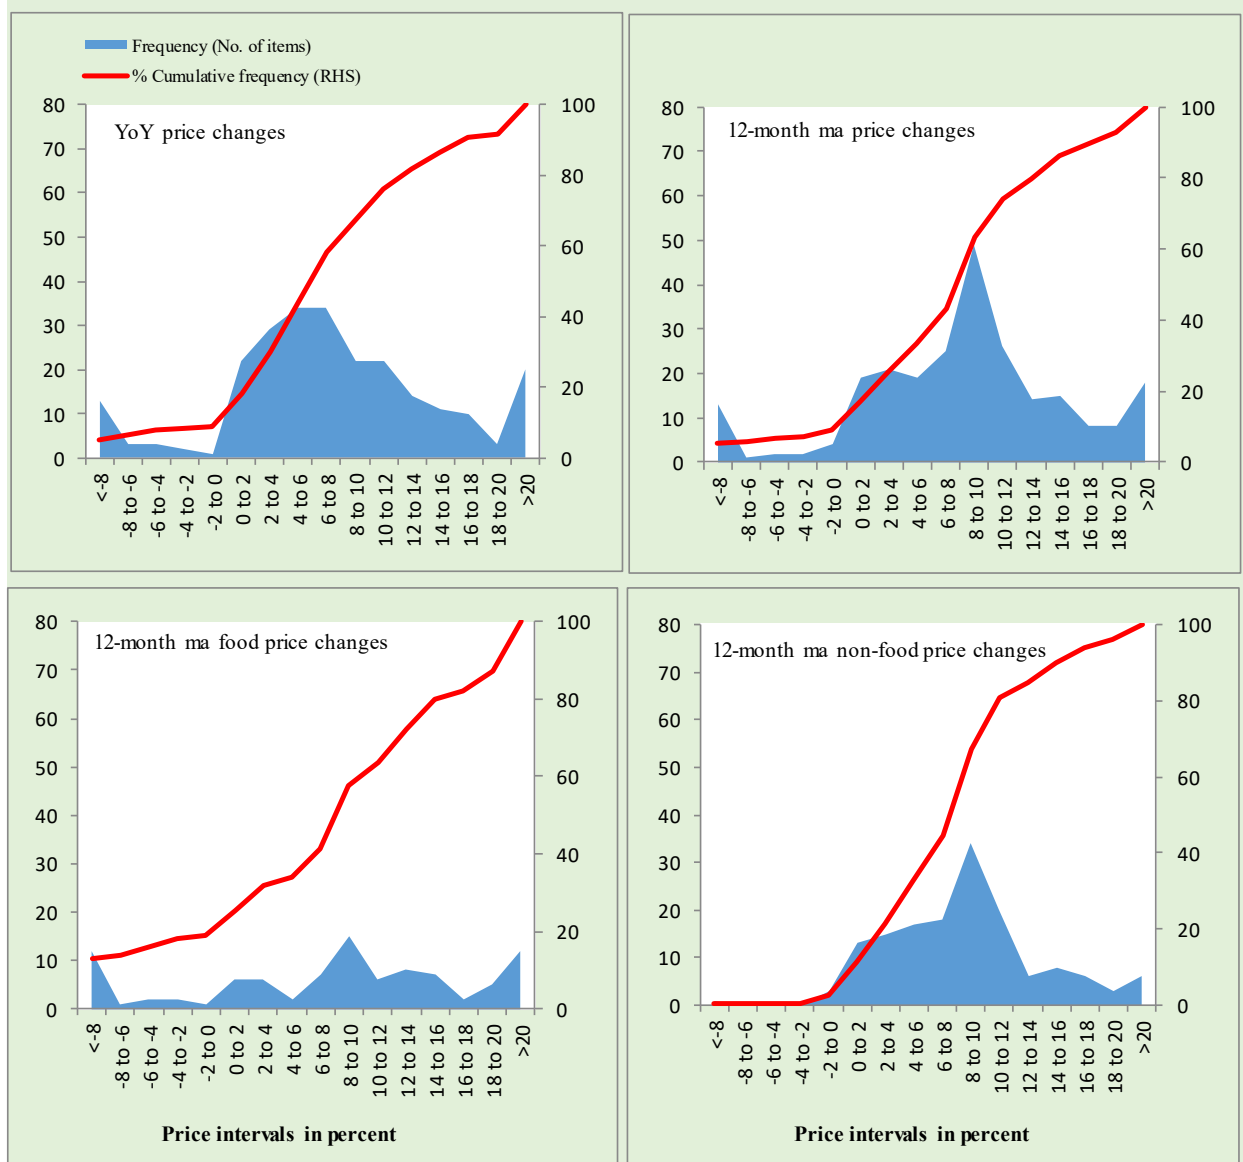 Frequency (No. of items)
% Cumulative frequency (RHS)
YoY price changes
80
70
60
50
40
30
20
10
0
100
80
60
40
20
0
<-8
-8 to -6
-6 to -4
-4 to -2
-2 to 0
0 to 2
2 to 4
4 to 6
6 to 8
8 to 10
10 to 12
12 to 14
14 to 16
16 to 18
18 to 20
>20
12-month ma price changes
80
70
60
50
40
30
20
10
0
100
80
60
40
20
0
<-8
-8 to -6
-6 to -4
-4 to -2
-2 to 0
0 to 2
2 to 4
4 to 6
6 to 8
8 to 10
10 to 12
12 to 14
14 to 16
16 to 18
18 to 20
>20
12-month ma food price changes
80
70
60
50
40
30
20
10
0
100
80
60
40
20
0
<-8
-8 to -6
-6 to -4
-4 to -2
-2 to 0
0 to 2
2 to 4
4 to 6
6 to 8
8 to 10
10 to 12
12 to 14
14 to 16
16 to 18
18 to 20
>20
Price intervals in percent
12-month ma non-food price changes
80
70
60
50
40
30
20
10
0
100
80
60
40
20
0
<-8
-8 to -6
-6 to -4
-4 to -2
-2 to 0
0 to 2
2 to 4
4 to 6
6 to 8
8 to 10
10 to 12
12 to 14
14 to 16
16 to 18
18 to 20
>20
Price intervals in percent